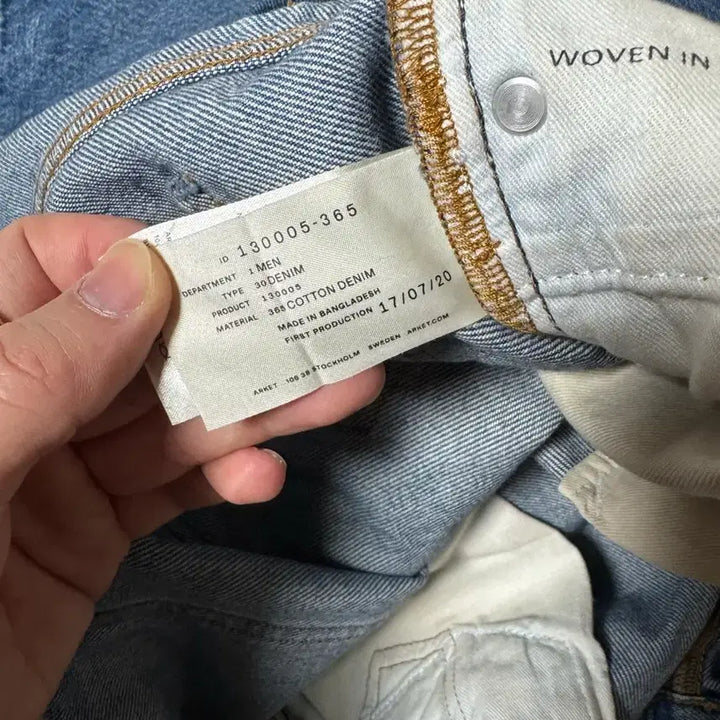 WOVEN IN
ID 130005-365
DEPARTMENT 1 MEN
TYPE 30 DENIM
PRODUCT 130005
MATERIAL 365 COTTON DENIM
MADE IN BANGLADESH
FIRST PRODUCTION 17/07/20
ARKET 106 38 STOCKHOLM SWEDEN ARKET.COM